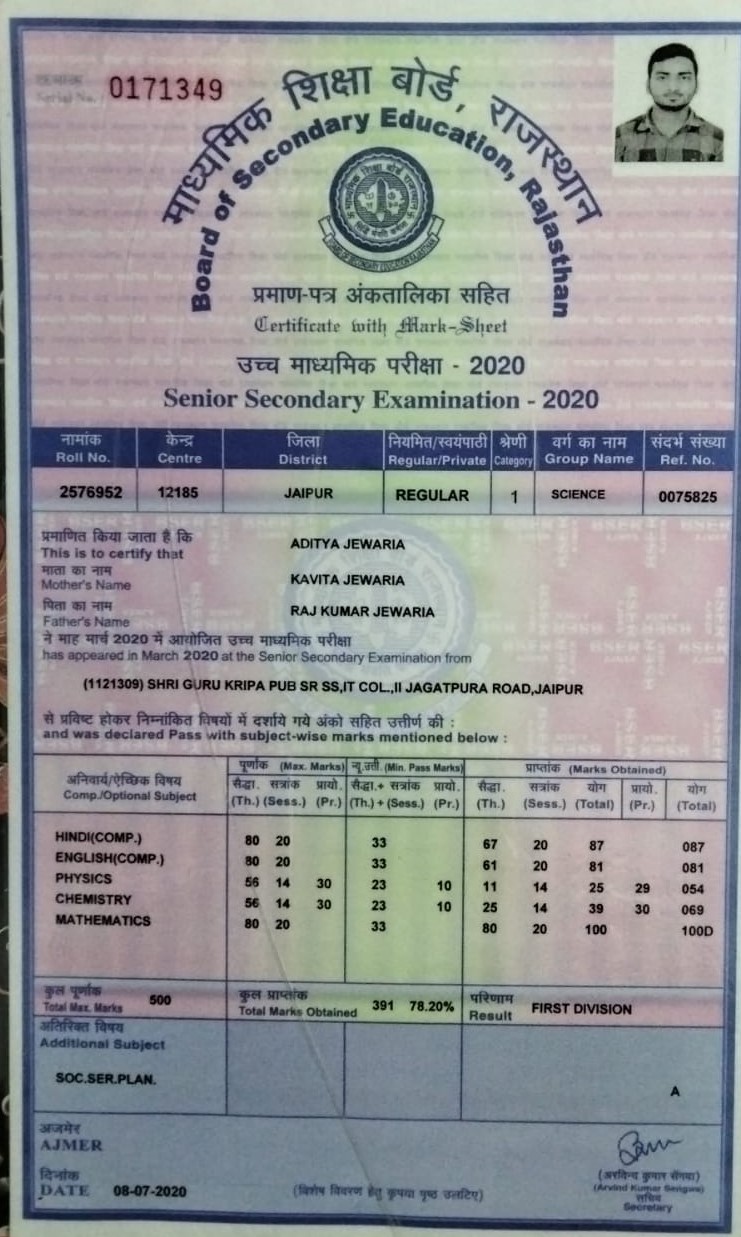 क्रमांक
Serial No. 0171349
माध्यमिक शिक्षा बोर्ड, राजस्थान
Board of Secondary Education, Rajasthan
प्रमाण-पत्र अंकतालिका सहित
Certificate with Mark-Sheet
उच्च माध्यमिक परीक्षा - 2020
Senior Secondary Examination - 2020
नामांक केन्द्र जिला नियमित/स्वयंपाठी श्रेणी वर्ग का नाम संदर्भ संख्या
Roll No. Centre District Regular/Private Category Group Name Ref. No.
2576952 12185 JAIPUR REGULAR 1 SCIENCE 0075825
प्रमाणित किया जाता है कि
This is to certify that ADITYA JEWARIA
माता का नाम
Mother's Name KAVITA JEWARIA
पिता का नाम
Father's Name RAJ KUMAR JEWARIA
ने माह मार्च 2020 में आयोजित उच्च माध्यमिक परीक्षा
has appeared in March 2020 at the Senior Secondary Examination from
(1121309) SHRI GURU KRIPA PUB SR SS,IT COL.,II JAGATPURA ROAD,JAIPUR
से प्रविष्ट होकर निम्नांकित विषयों में दर्शाये गये अंको सहित उत्तीर्ण की :
and was declared Pass with subject-wise marks mentioned below :
अनिवार्य/ऐच्छिक विषय
Comp./Optional Subject
पूर्णांक (Max. Marks) न्यू.उत्ती. (Min. Pass Marks) प्राप्तांक (Marks Obtained)
सैद्धा. सत्रांक प्रायो. सैद्धा.+ सत्रांक प्रायो. सैद्धा. सत्रांक योग प्रायो. योग
(Th.) (Sess.) (Pr.) (Th.) + (Sess.) (Pr.) (Th.) (Sess.) (Total) (Pr.) (Total)
HINDI(COMP.) 80 20 33 67 20 87 087
ENGLISH(COMP.) 80 20 33 61 20 81 081
PHYSICS 56 14 30 23 10 11 14 25 29 054
CHEMISTRY 56 14 30 23 10 25 14 39 30 069
MATHEMATICS 80 20 33 80 20 100 100D
कुल पूर्णांक
Total Max. Marks 500
कुल प्राप्तांक
Total Marks Obtained 391 78.20%
परिणाम
Result FIRST DIVISION
अतिरिक्त विषय
Additional Subject
SOC.SER.PLAN. A
अजमेर
AJMER
दिनांक
DATE 08-07-2020
(विशेष विवरण हेतु कृपया पृष्ठ उलटिए)
(अरविन्द कुमार सेंगवा)
(Arvind Kumar Sengwa)
सचिव
Secretary